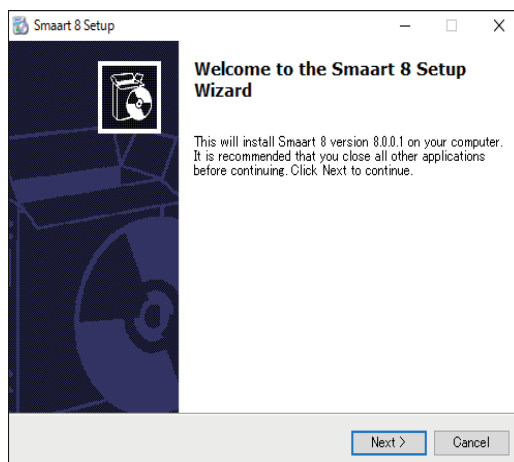 Smaart 8 Setup
Welcome to the Smaart 8 Setup
Wizard
This will install Smaart 8 version 8.0.0.1 on your computer.
It is recommended that you close all other applications
before continuing. Click Next to continue.
Next >
Cancel